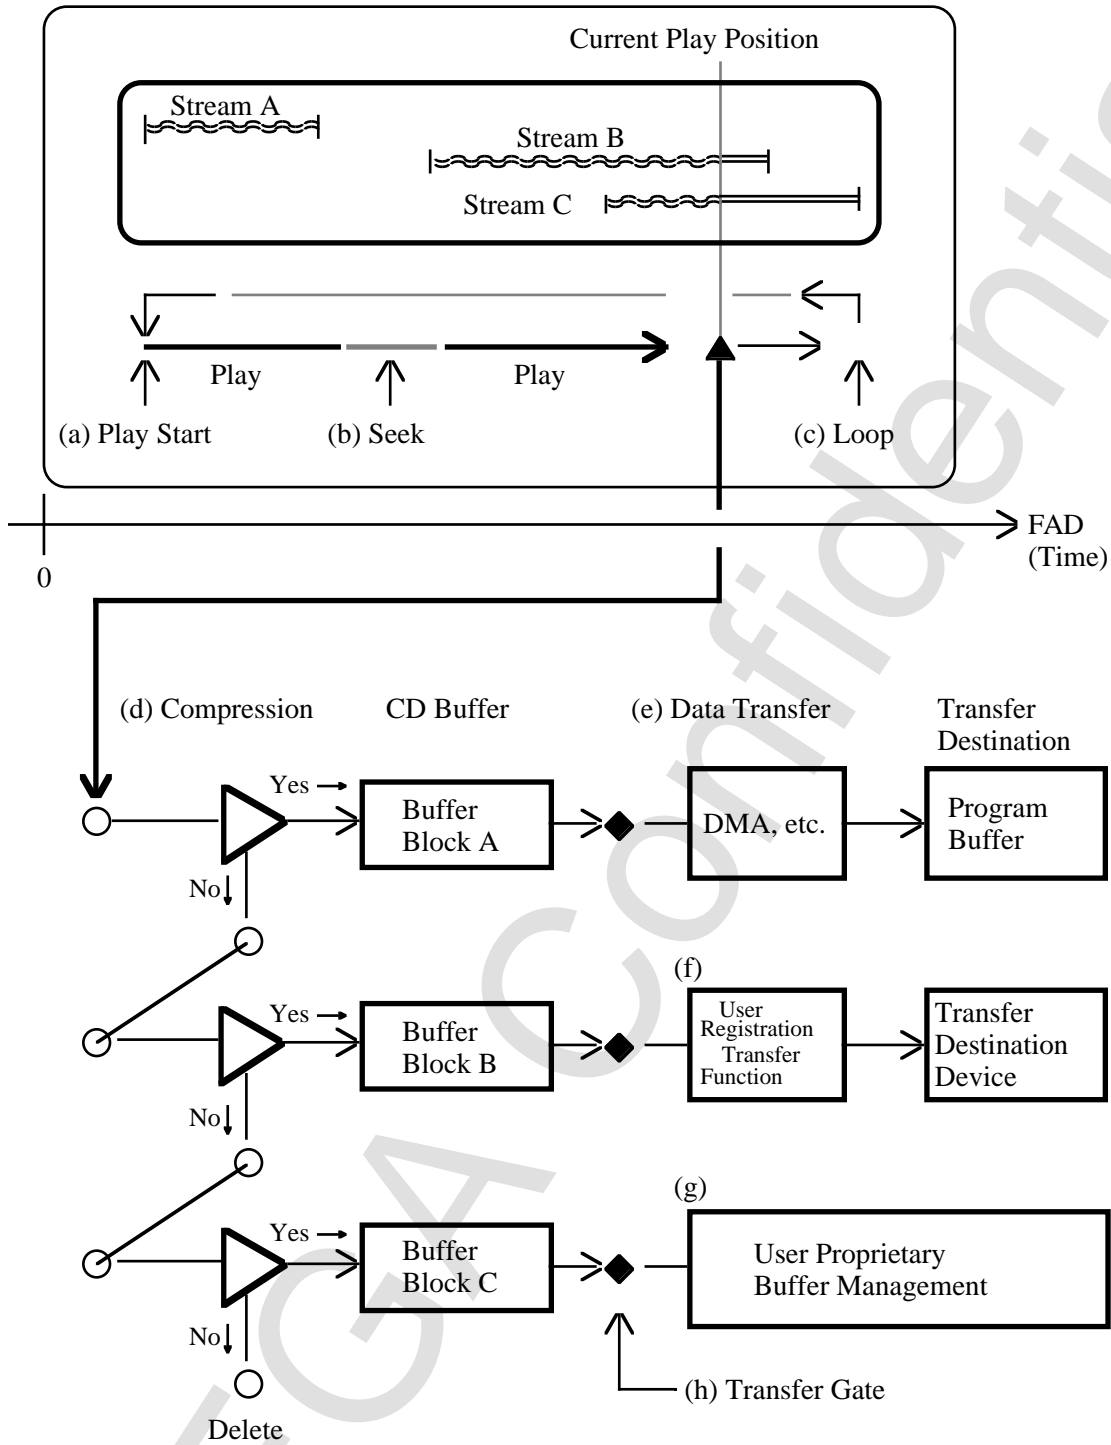 Current Play Position
Stream A
Stream B
Stream C
Play
Play
(a) Play Start
(b) Seek
(c) Loop
FAD
(Time)
0
(d) Compression
CD Buffer
(e) Data Transfer
Transfer
Destination
Yes
Buffer
Block A
DMA, etc.
Program
Buffer
No
(f)
Yes
Buffer
Block B
User
Registration
Transfer
Function
Transfer
Destination
Device
No
(g)
Yes
Buffer
Block C
User Proprietary
Buffer Management
No
(h) Transfer Gate
Delete
GA Confidenti